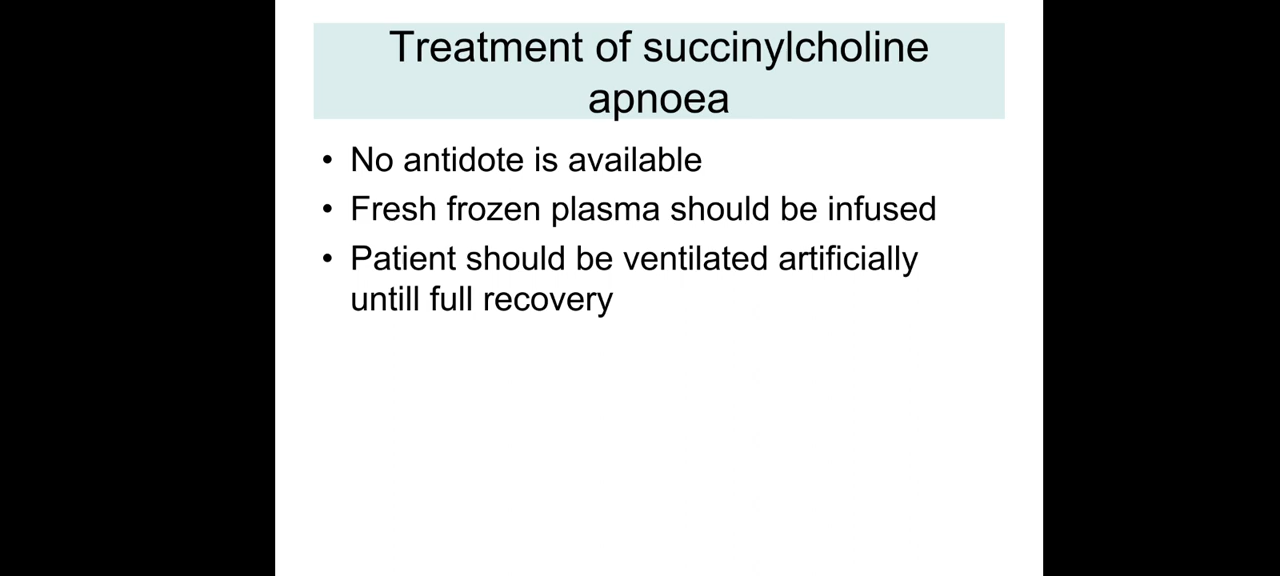 Treatment of succinylcholine
apnoea
• No antidote is available
• Fresh frozen plasma should be infused
• Patient should be ventilated artificially
untill full recovery